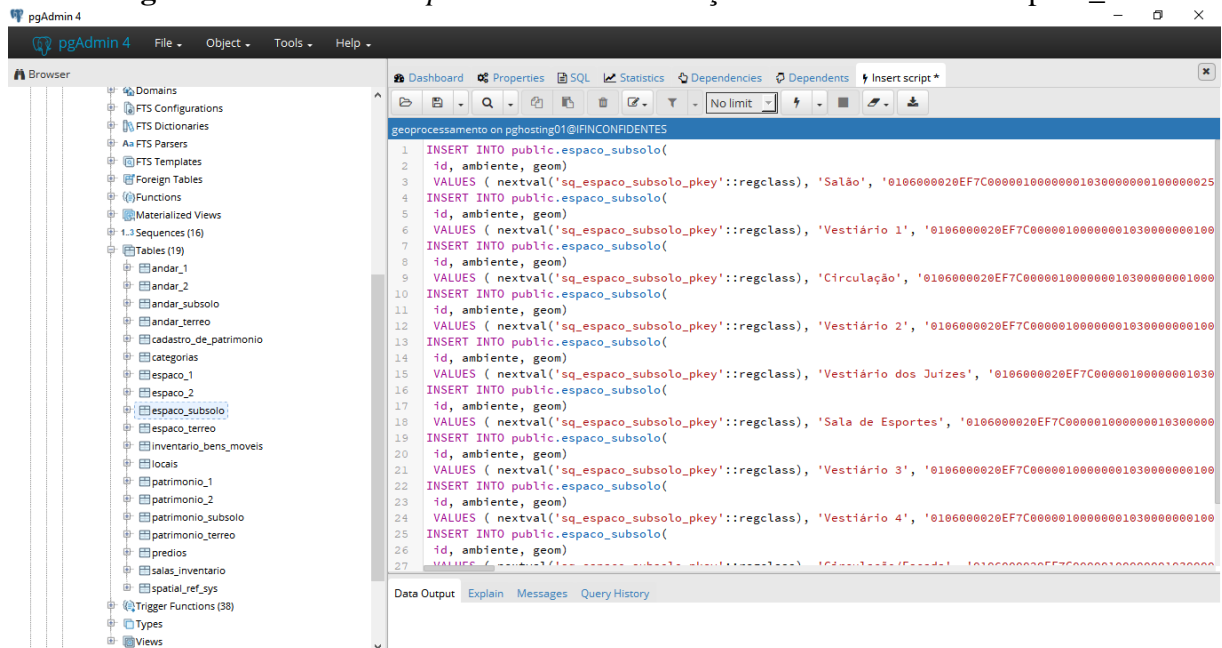 pgAdmin 4
pgAdmin 4 File Object Tools Help
Browser
Domains
FTS Configurations
FTS Dictionaries
Aa FTS Parsers
FTS Templates
Foreign Tables
Functions
Materialized Views
1..3 Sequences (16)
Tables (19)
andar_1
andar_2
andar_subsolo
andar_terreo
cadastro_de_patrimonio
categorias
espaco_1
espaco_2
espaco_subsolo
espaco_terreo
inventario_bens_moveis
locais
patrimonio_1
patrimonio_2
patrimonio_subsolo
patrimonio_terreo
predios
salas_inventario
spatial_ref_sys
Trigger Functions (38)
Types
Views
Dashboard Properties SQL Statistics Dependencies Dependents Insert script *
No limit
geoprocessamento on pghosting01@IFINCONFIDENTES
1 INSERT INTO public.espaco_subsolo(
2 id, ambiente, geom)
3 VALUES ( nextval('sq_espaco_subsolo_pkey'::regclass), 'Salão', '0106000020EF7C00000100000001030000000100000025
4 INSERT INTO public.espaco_subsolo(
5 id, ambiente, geom)
6 VALUES ( nextval('sq_espaco_subsolo_pkey'::regclass), 'Vestiário 1', '0106000020EF7C0000010000000103000000100
7 INSERT INTO public.espaco_subsolo(
8 id, ambiente, geom)
9 VALUES ( nextval('sq_espaco_subsolo_pkey'::regclass), 'Circulação', '0106000020EF7C00000100000001030000001000
10 INSERT INTO public.espaco_subsolo(
11 id, ambiente, geom)
12 VALUES ( nextval('sq_espaco_subsolo_pkey'::regclass), 'Vestiário 2', '0106000020EF7C0000010000000103000000100
13 INSERT INTO public.espaco_subsolo(
14 id, ambiente, geom)
15 VALUES ( nextval('sq_espaco_subsolo_pkey'::regclass), 'Vestiário dos Juizes', '0106000020EF7C00000100000001030
16 INSERT INTO public.espaco_subsolo(
17 id, ambiente, geom)
18 VALUES ( nextval('sq_espaco_subsolo_pkey'::regclass), 'Sala de Esportes', '0106000020EF7C000001000000010300000
19 INSERT INTO public.espaco_subsolo(
20 id, ambiente, geom)
21 VALUES ( nextval('sq_espaco_subsolo_pkey'::regclass), 'Vestiário 3', '0106000020EF7C0000010000000103000000100
22 INSERT INTO public.espaco_subsolo(
23 id, ambiente, geom)
24 VALUES ( nextval('sq_espaco_subsolo_pkey'::regclass), 'Vestiário 4', '0106000020EF7C0000010000000103000000100
25 INSERT INTO public.espaco_subsolo(
26 id, ambiente, geom)
27
Data Output Explain Messages Query History